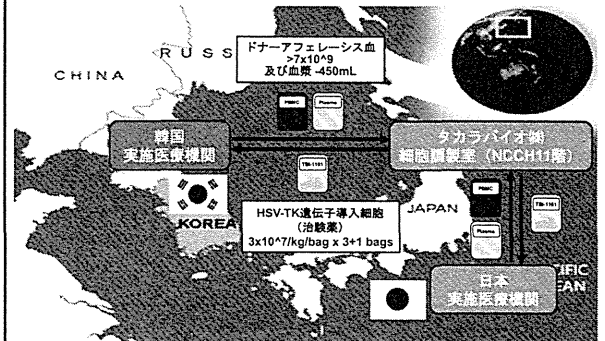 RUSS
CHINA
ドナーアフェレーシス血
>7x10^9
及び血漿 -450mL
PBMC
Plasma
韓国
実施医療機関
タカラバイオ㈱
細胞調製室（NCCH11階）
TBI-1101
KOREA
HSV-TK遺伝子導入細胞
（治験薬）
3x10^7/kg/bag x 3+1 bags
JAPAN
PBMC
Plasma
TBI-1101
日本
実施医療機関
IFIC
EAN